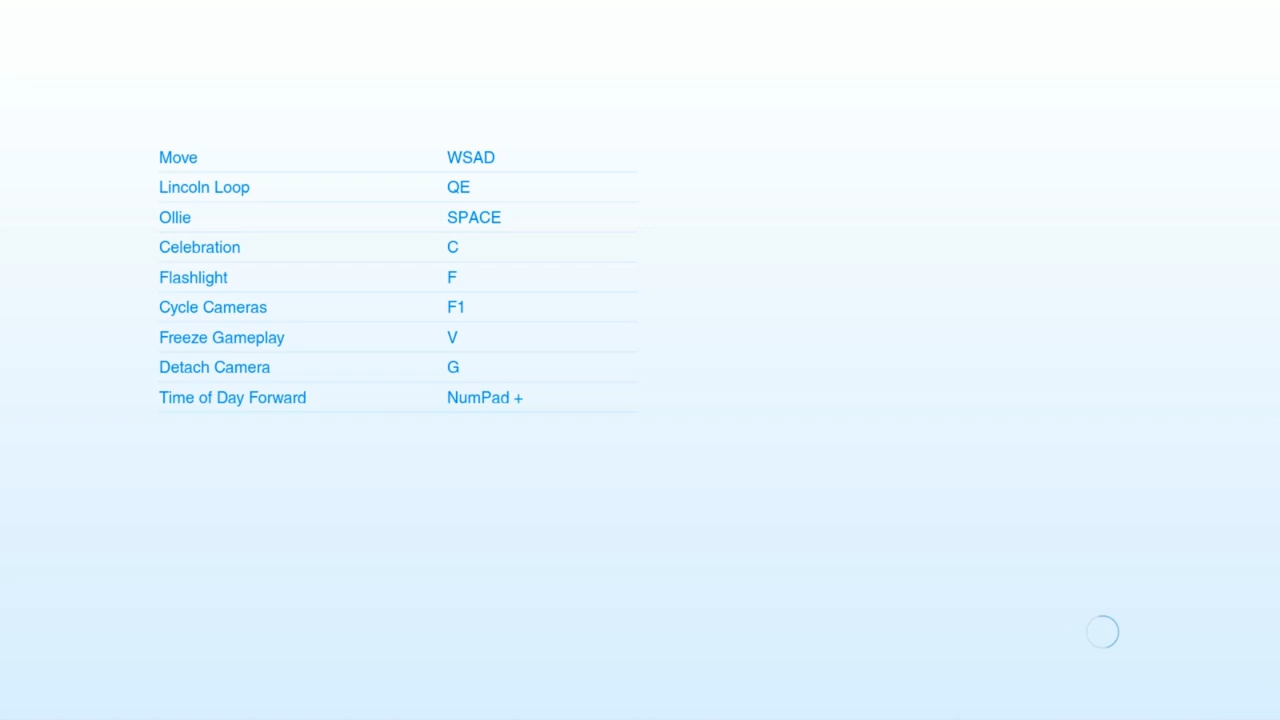 Move WSAD
Lincoln Loop QE
Ollie SPACE
Celebration C
Flashlight F
Cycle Cameras F1
Freeze Gameplay V
Detach Camera G
Time of Day Forward NumPad +